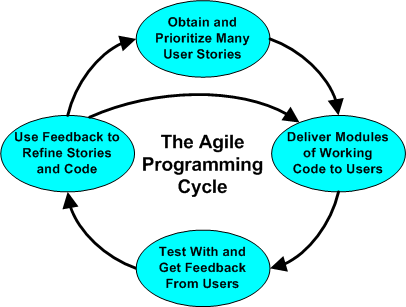 Obtain and
Prioritize Many
User Stories
Use Feedback to
Refine Stories
and Code
The Agile
Programming
Cycle
Deliver Modules
of Working
Code to Users
Test With and
Get Feedback
From Users